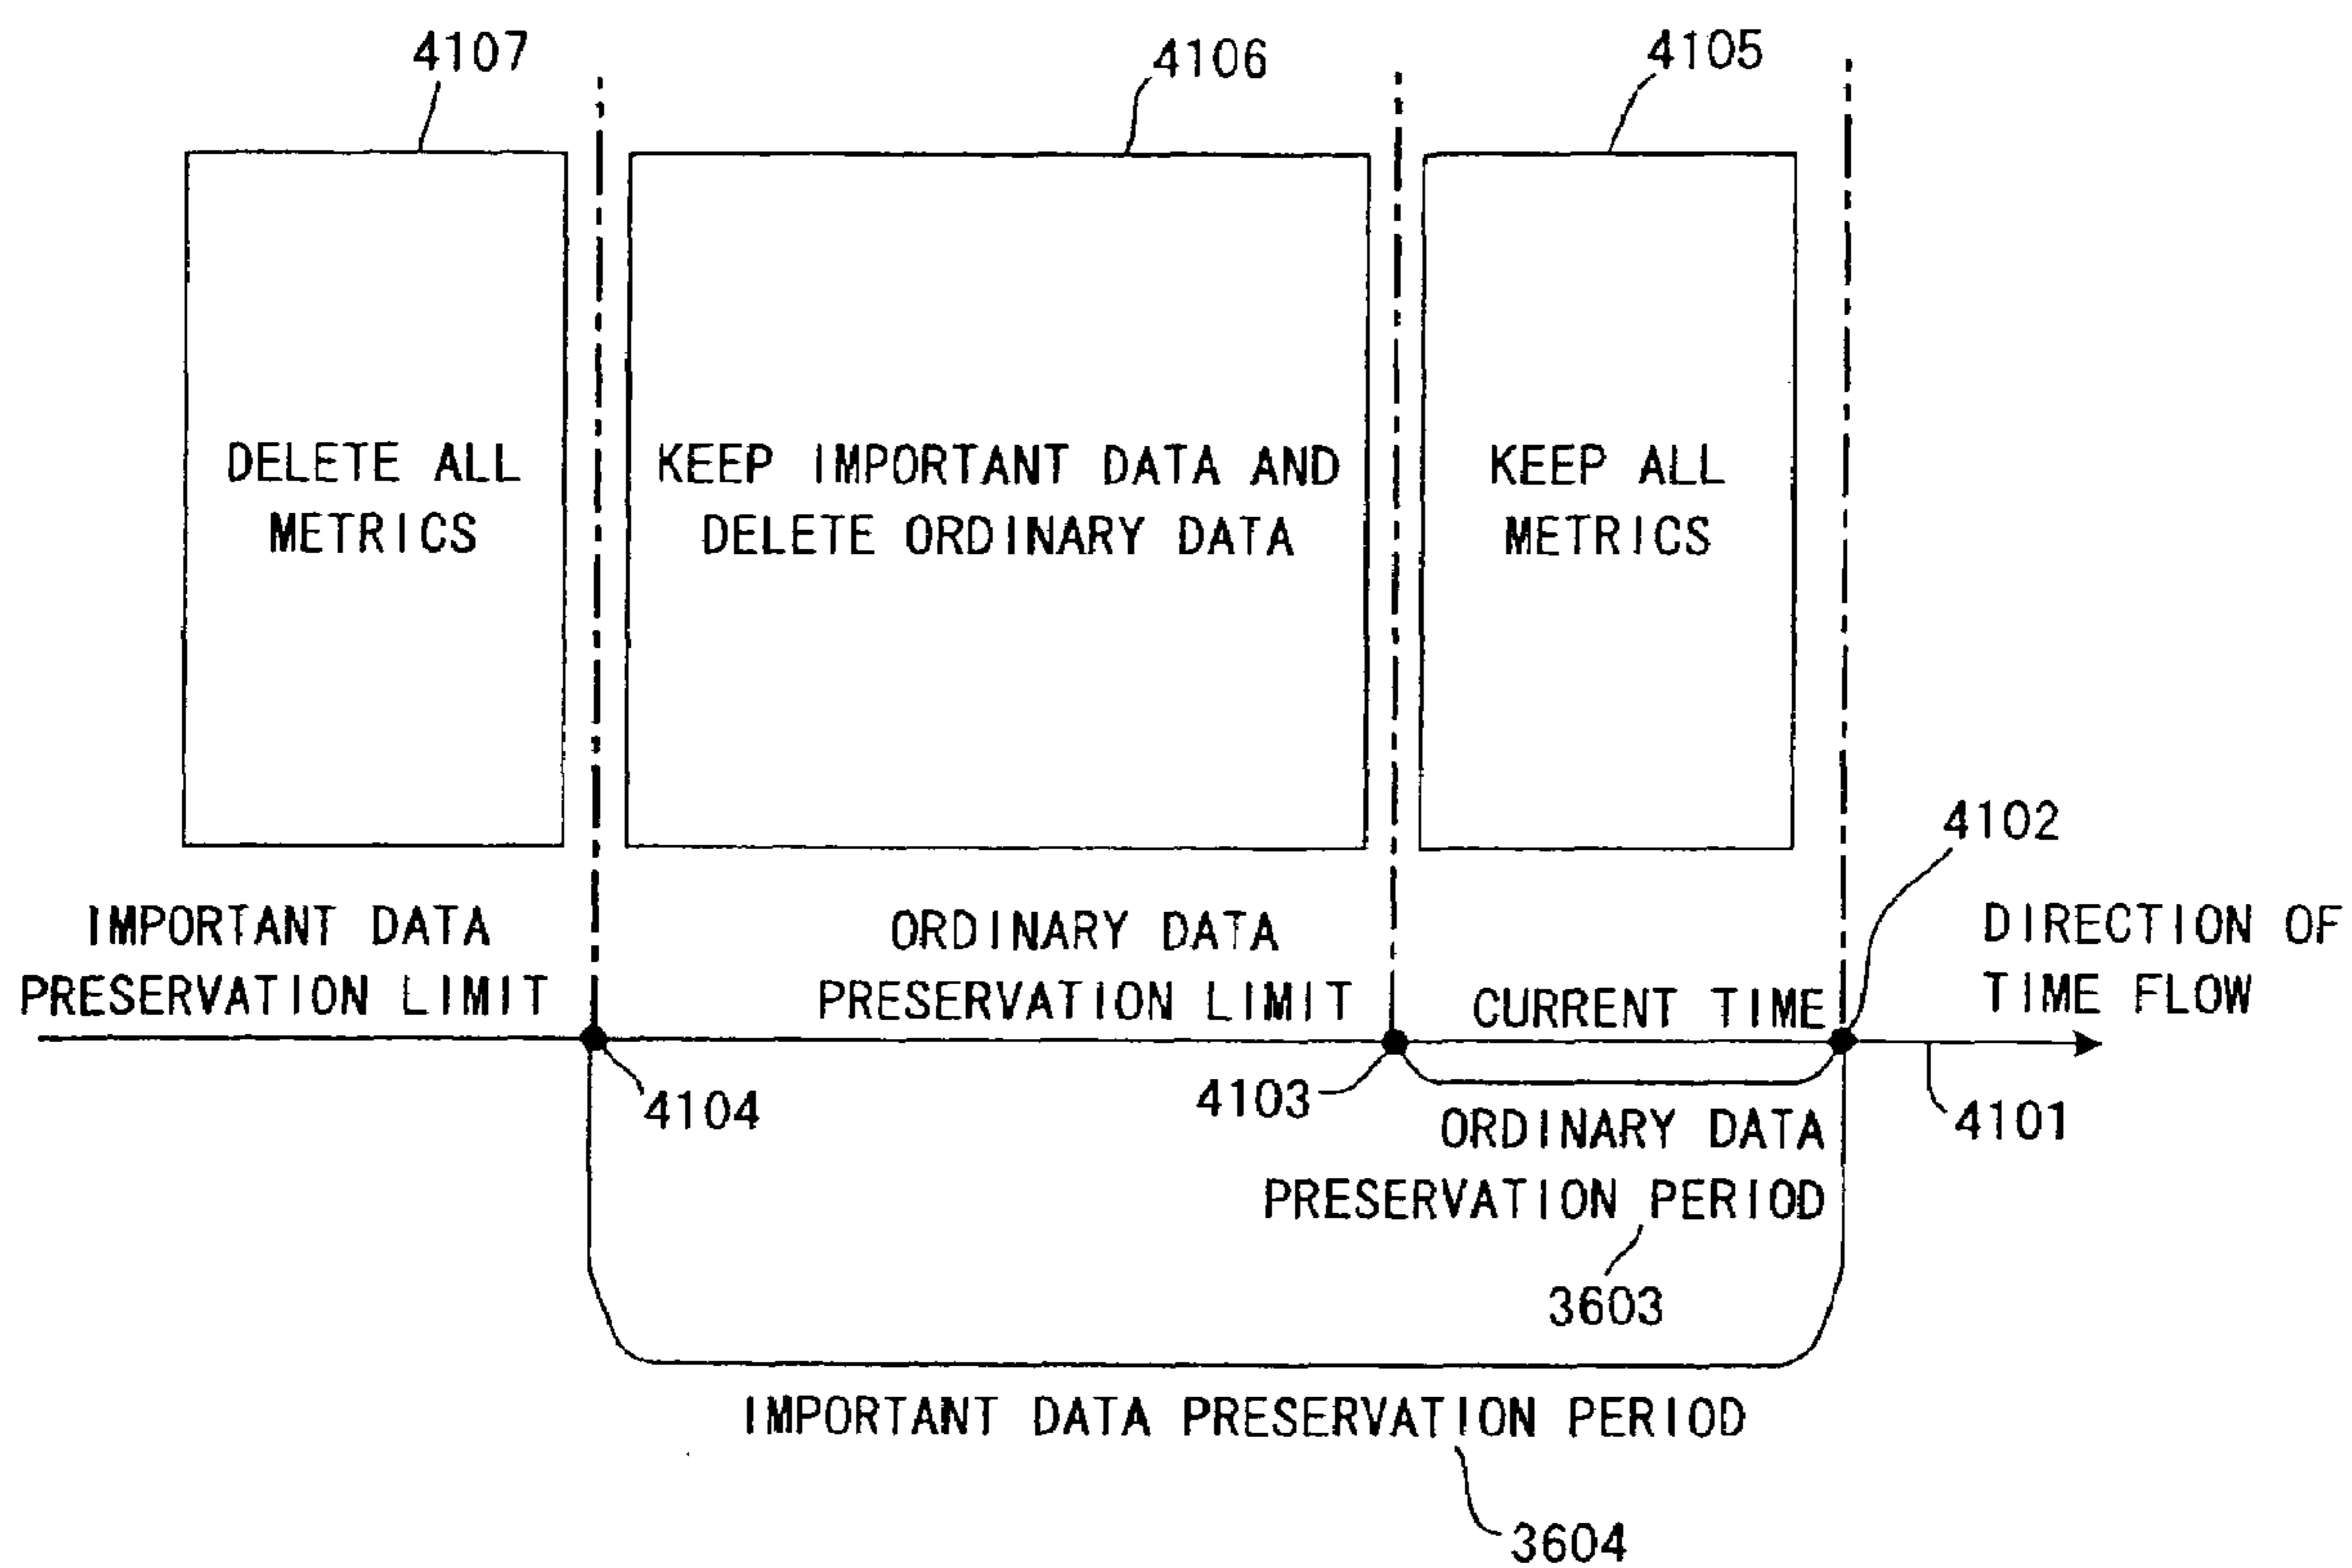 4107
4106
4105
DELETE ALL
METRICS
KEEP IMPORTANT DATA AND
DELETE ORDINARY DATA
KEEP ALL
METRICS
4102
IMPORTANT DATA
PRESERVATION LIMIT
ORDINARY DATA
PRESERVATION LIMIT
CURRENT TIME
DIRECTION OF
TIME FLOW
4104
4103
4101
ORDINARY DATA
PRESERVATION PERIOD
3603
IMPORTANT DATA PRESERVATION PERIOD
3604